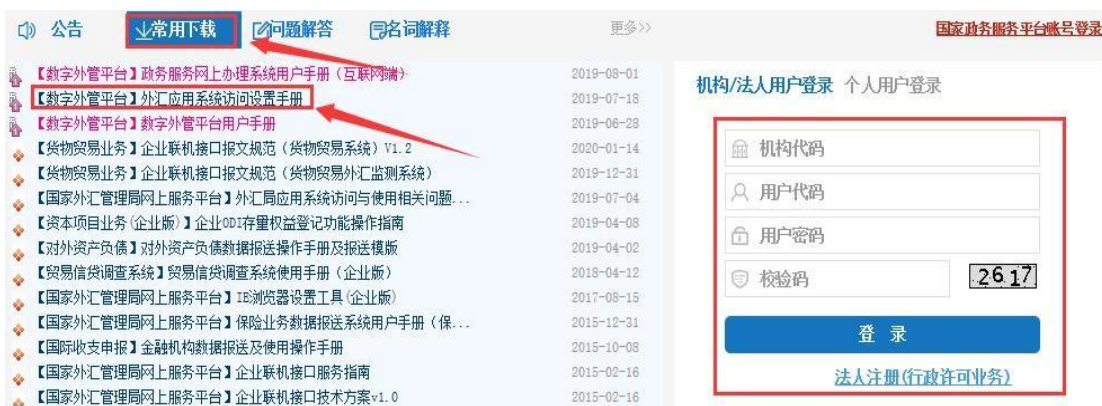 公告 常用下载 问题解答 名词解释 更多>>
【数字外管平台】政务服务网上办理系统用户手册（互联网端） 2019-08-01
【数字外管平台】外汇应用系统访问设置手册 2019-07-18
【数字外管平台】数字外管平台用户手册 2019-06-28
【货物贸易业务】企业联机接口报文规范（货物贸易系统）V1.2 2020-01-14
【货物贸易业务】企业联机接口报文规范（货物贸易外汇监测系统） 2019-12-31
【国家外汇管理局网上服务平台】外汇局应用系统访问与使用相关问题... 2019-07-04
【资本项目业务(企业版)】企业ODI存量权益登记功能操作指南 2019-04-08
【对外资产负债】对外资产负债数据报送操作手册及报送模版 2019-04-02
【贸易信贷调查系统】贸易信贷调查系统使用手册（企业版） 2018-04-12
【国家外汇管理局网上服务平台】IE浏览器设置工具(企业版) 2017-08-15
【国家外汇管理局网上服务平台】保险业务数据报送系统用户手册（保... 2015-12-31
【国际收支申报】金融机构数据报送及使用操作手册 2015-10-08
【国家外汇管理局网上服务平台】企业联机接口服务指南 2015-02-16
【国家外汇管理局网上服务平台】企业联机接口技术方案v1.0 2015-02-16
国家政务服务平台账号登录
机构/法人用户登录 个人用户登录
机构代码
用户代码
用户密码
校验码 2617
登 录
法人注册(行政许可业务)